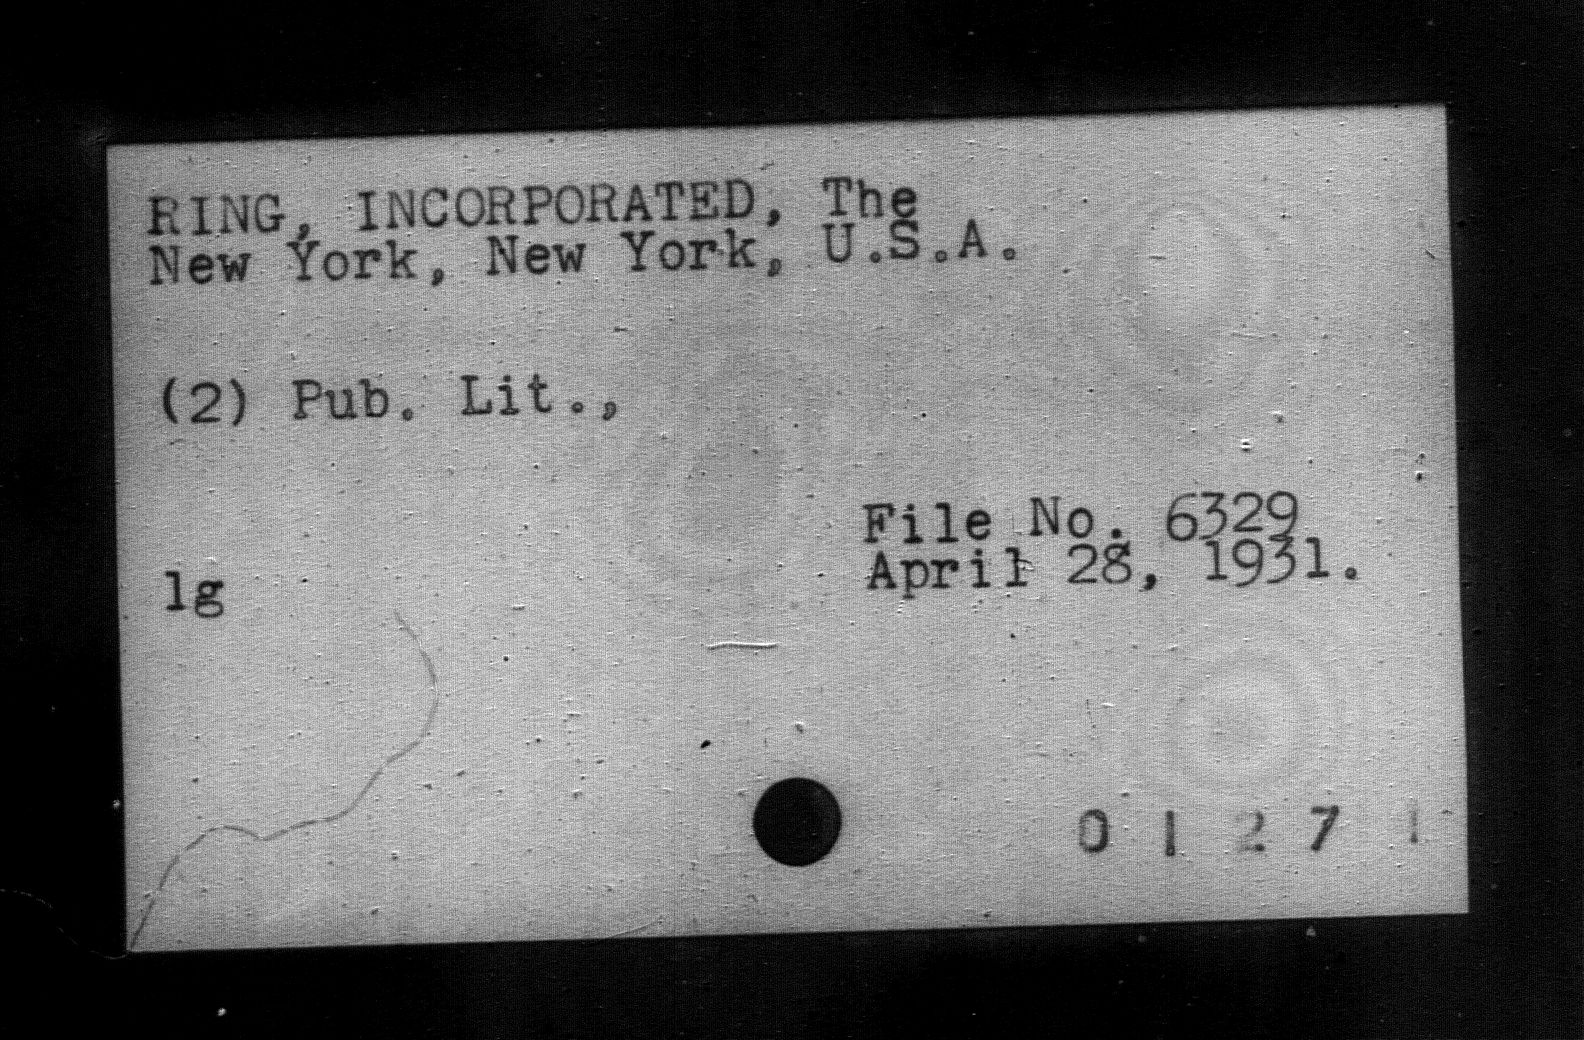 RING, INCORPORATED, The
New York, New York, U.S.A.
(2) Pub. Lit.,
File No. 6329
April 28, 1931.
lg
0 1 2 7 1